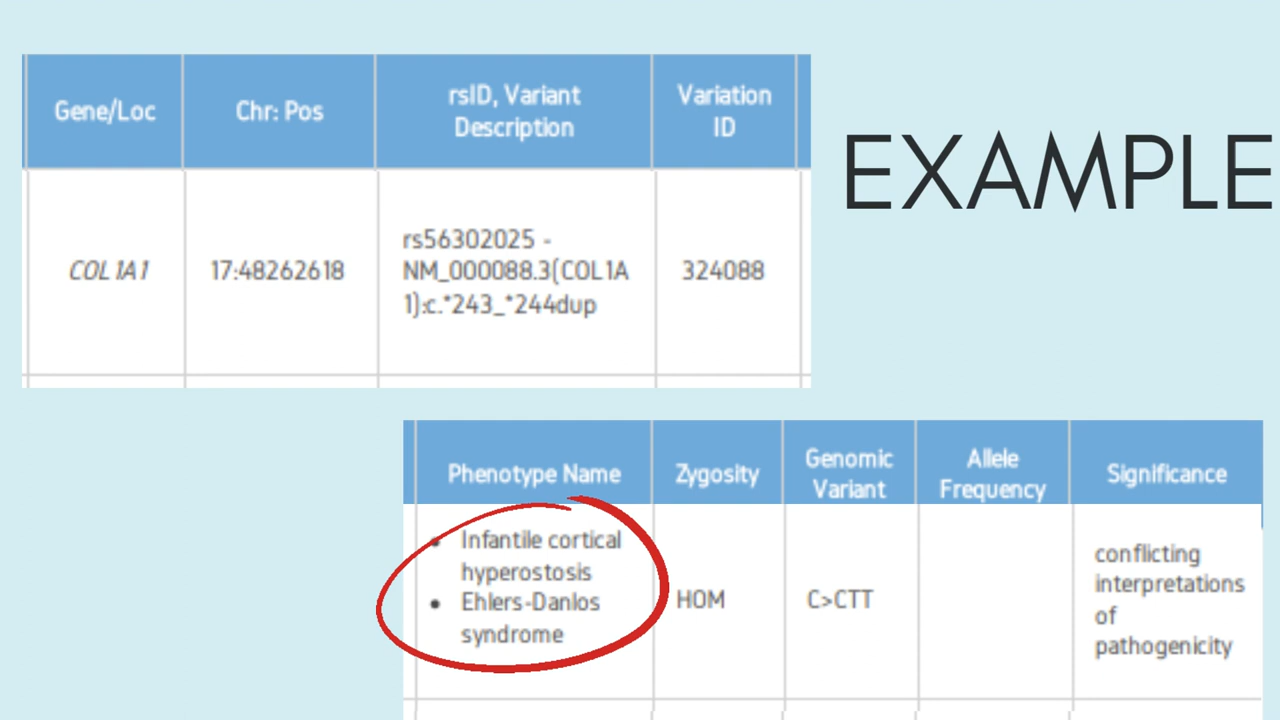 Gene/Loc
Chr: Pos
rsID, Variant
Description
Variation
ID
EXAMPLE
COL1A1
17:48262618
rs56302025 -
NM_000088.3(COL1A
1):c.*243_*244dup
324088
Phenotype Name
Zygosity
Genomic
Variant
Allele
Frequency
Significance
• Infantile cortical
hyperostosis
• Ehlers-Danlos
syndrome
HOM
C>CTT
conflicting
interpretations
of
pathogenicity